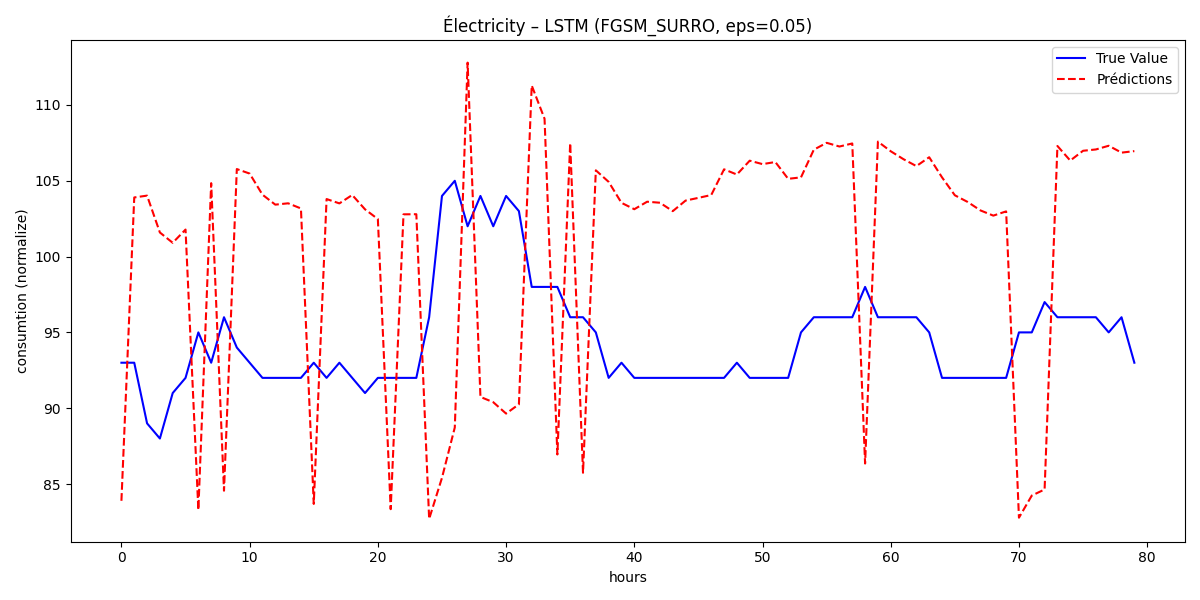 Électricity – LSTM (FGSM_SURRO, eps=0.05)
True Value
Prédictions
consumtion (normalize)
110
105
100
95
90
85
0 10 20 30 40 50 60 70 80
hours